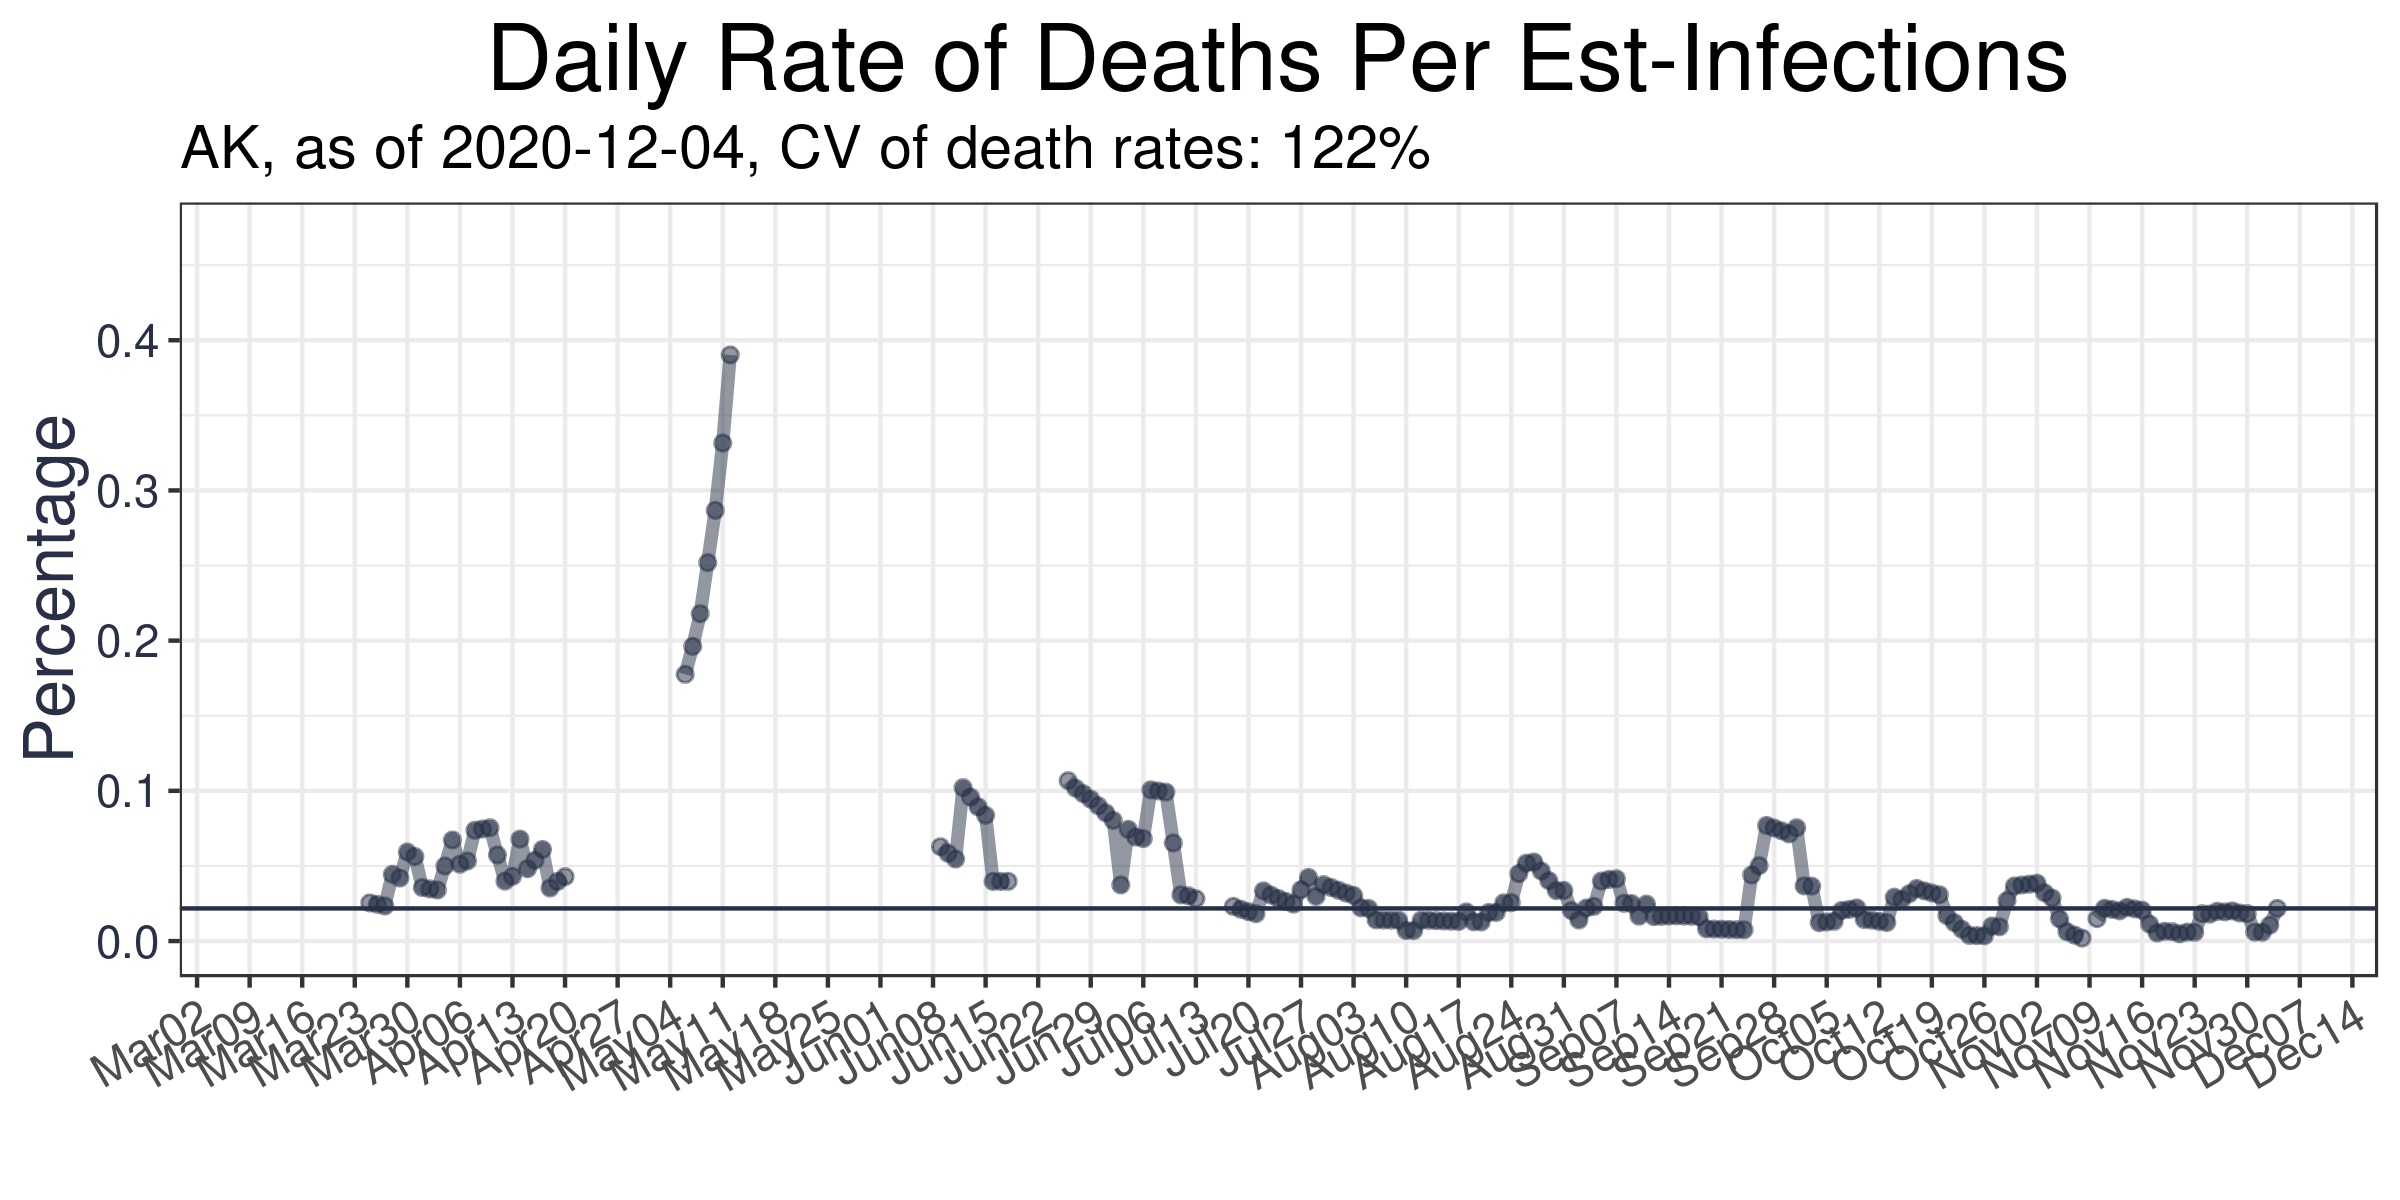 Daily Rate of Deaths Per Est-Infections
AK, as of 2020-12-04, CV of death rates: 122%
Percentage
0.4
0.3
0.2
0.1
0.0
Mar02
Mar09
Mar16
Mar23
Mar30
Apr06
Apr13
Apr20
Apr27
May04
May11
May18
May25
Jun01
Jun08
Jun15
Jun22
Jun29
Jul06
Jul13
Jul20
Jul27
Aug03
Aug10
Aug17
Aug24
Aug31
Sep07
Sep14
Sep21
Sep28
Oct05
Oct12
Oct19
Oct26
Nov02
Nov09
Nov16
Nov23
Nov30
Dec07
Dec14